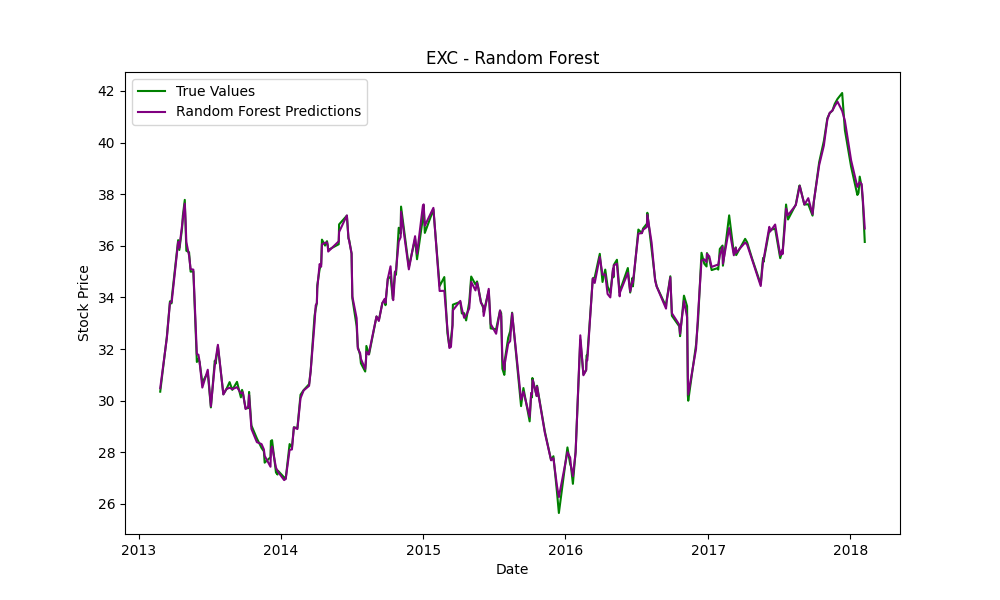 EXC - Random Forest
True Values
Random Forest Predictions
42
40
38
36
34
32
30
28
26
Stock Price
2013 2014 2015 2016 2017 2018
Date